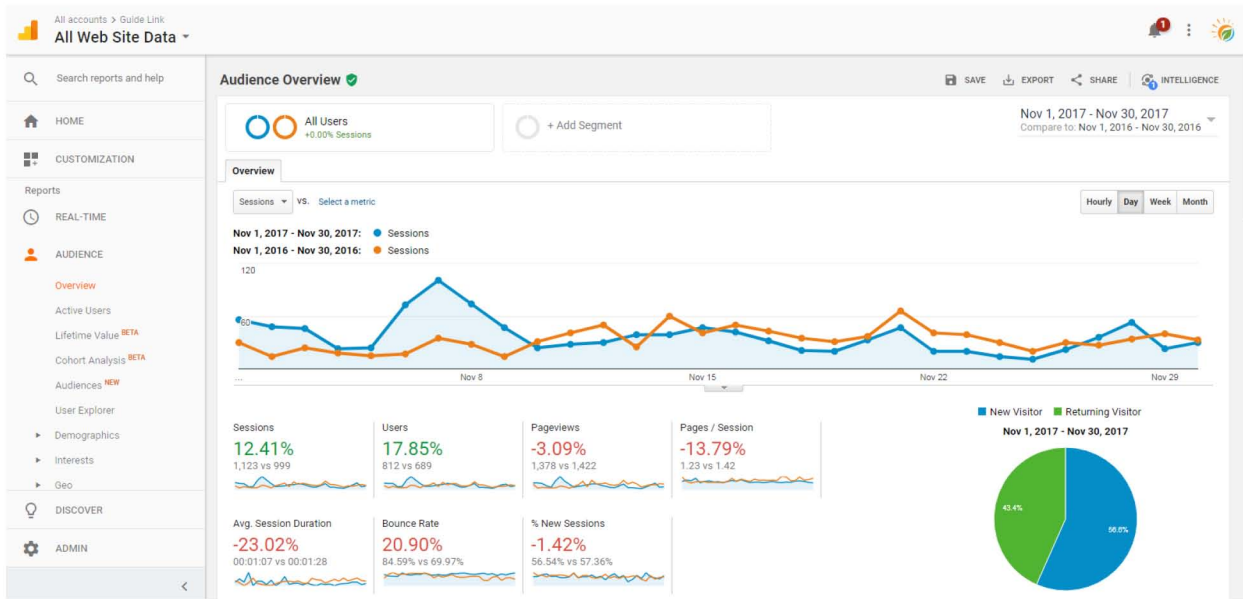 All accounts > Guide Link
All Web Site Data
1
Search reports and help
HOME
CUSTOMIZATION
Reports
REAL-TIME
AUDIENCE
Overview
Active Users
Lifetime Value BETA
Cohort Analysis BETA
Audiences NEW
User Explorer
Demographics
Interests
Geo
DISCOVER
ADMIN
Audience Overview
SAVE
EXPORT
SHARE
1
INTELLIGENCE
All Users
+0.00% Sessions
+ Add Segment
Nov 1, 2017 - Nov 30, 2017
Compare to: Nov 1, 2016 - Nov 30, 2016
Overview
Sessions
VS.
Select a metric
Hourly
Day
Week
Month
Nov 1, 2017 - Nov 30, 2017: Sessions
Nov 1, 2016 - Nov 30, 2016: Sessions
120
60
...
Nov 8
Nov 15
Nov 22
Nov 29
Sessions
12.41%
1,123 vs 999
Users
17.85%
812 vs 689
Pageviews
-3.09%
1,378 vs 1,422
Pages / Session
-13.79%
1.23 vs 1.42
Avg. Session Duration
-23.02%
00:01:07 vs 00:01:28
Bounce Rate
20.90%
84.59% vs 69.97%
% New Sessions
-1.42%
56.54% vs 57.36%
New Visitor
Returning Visitor
Nov 1, 2017 - Nov 30, 2017
43.4%
56.6%